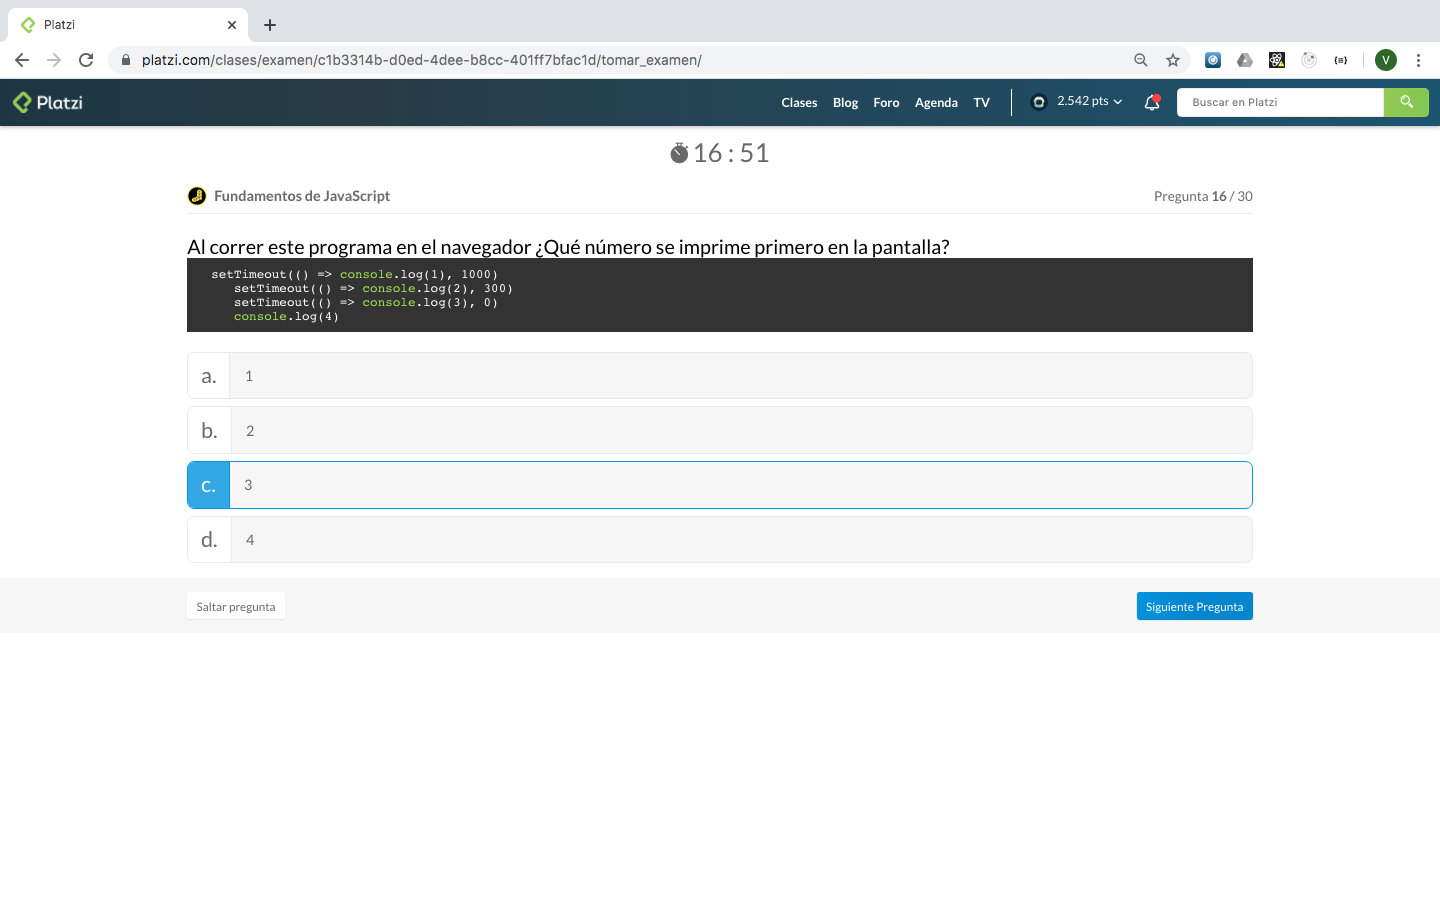 Platzi
platzi.com/clases/examen/c1b3314b-d0ed-4dee-b8cc-401ff7bfac1d/tomar_examen/
V
Platzi
Clases Blog Foro Agenda TV 2.542 pts Buscar en Platzi
16 : 51
Fundamentos de JavaScript Pregunta 16 / 30
Al correr este programa en el navegador ¿Qué número se imprime primero en la pantalla?
setTimeout(() => console.log(1), 1000)
setTimeout(() => console.log(2), 300)
setTimeout(() => console.log(3), 0)
console.log(4)
a. 1
b. 2
c. 3
d. 4
Saltar pregunta Siguiente Pregunta